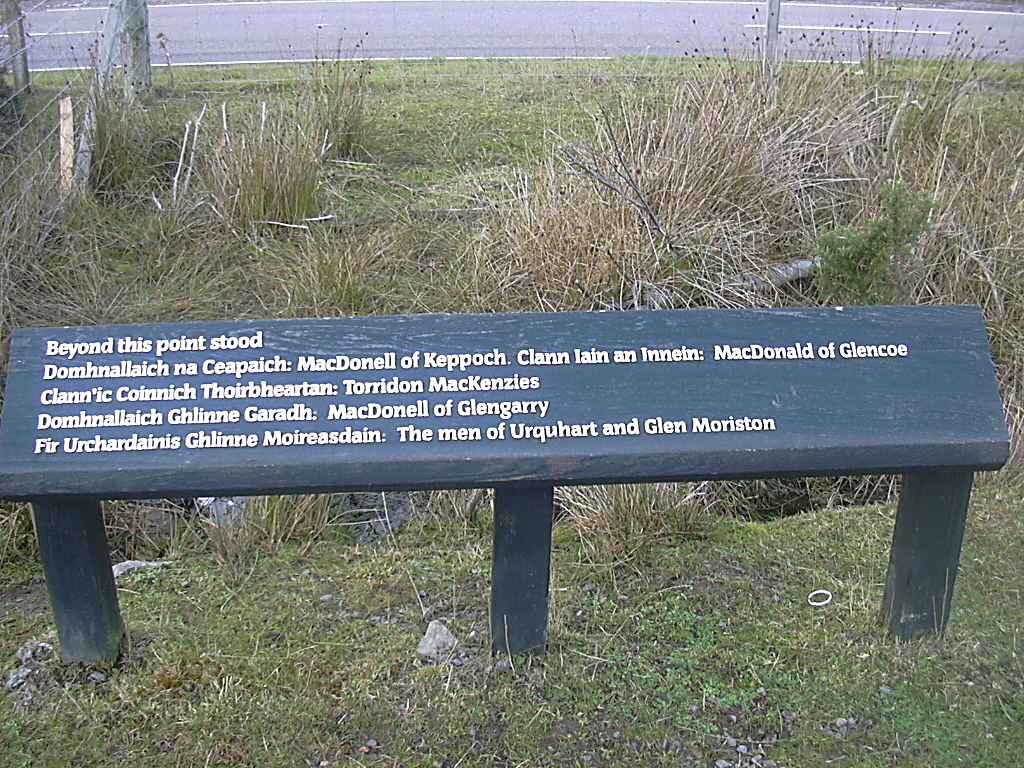 Beyond this point stood
Domhnallaich na Ceapaich: MacDonell of Keppoch. Clann Iain an Innein: MacDonald of Glencoe
Clann'ic Coinnich Thoirbheartan: Torridon MacKenzies
Domhnallaich Ghlinne Garadh: MacDonell of Glengarry
Fir Urchardainis Ghlinne Moireasdain: The men of Urquhart and Glen Moriston